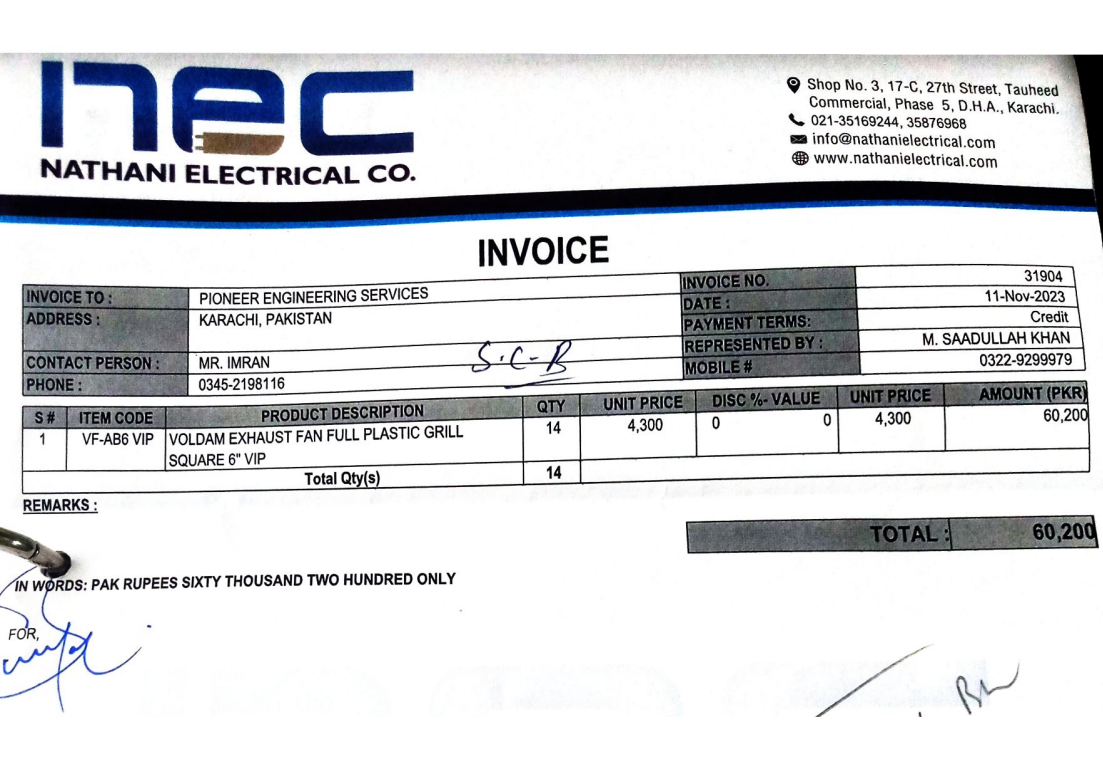 nec
NATHANI ELECTRICAL CO.
Shop No. 3, 17-C, 27th Street, Tauheed
Commercial, Phase 5, D.H.A., Karachi.
021-35169244, 35876968
info@nathanielectrical.com
www.nathanielectrical.com
INVOICE
INVOICE TO : PIONEER ENGINEERING SERVICES
ADDRESS : KARACHI, PAKISTAN
CONTACT PERSON : MR. IMRAN
PHONE : 0345-2198116
S.C-B
INVOICE NO. 31904
DATE : 11-Nov-2023
PAYMENT TERMS: Credit
REPRESENTED BY : M. SAADULLAH KHAN
MOBILE # 0322-9299979
S # ITEM CODE PRODUCT DESCRIPTION QTY UNIT PRICE DISC %- VALUE UNIT PRICE AMOUNT (PKR)
1 VF-AB6 VIP VOLDAM EXHAUST FAN FULL PLASTIC GRILL 14 4,300 0 0 4,300 60,200
SQUARE 6" VIP
Total Qty(s) 14
REMARKS :
TOTAL : 60,200
IN WORDS: PAK RUPEES SIXTY THOUSAND TWO HUNDRED ONLY
FOR,